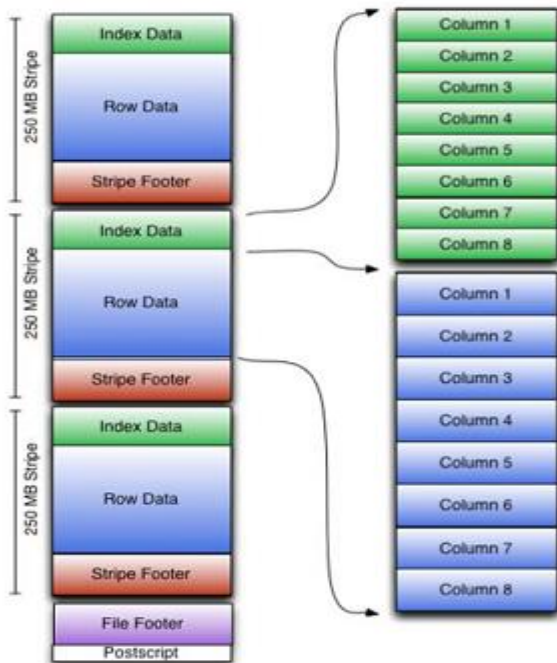 250 MB Stripe
Index Data
Row Data
Stripe Footer
250 MB Stripe
Index Data
Row Data
Stripe Footer
250 MB Stripe
Index Data
Row Data
Stripe Footer
File Footer
Postscript
Column 1
Column 2
Column 3
Column 4
Column 5
Column 6
Column 7
Column 8
Column 1
Column 2
Column 3
Column 4
Column 5
Column 6
Column 7
Column 8